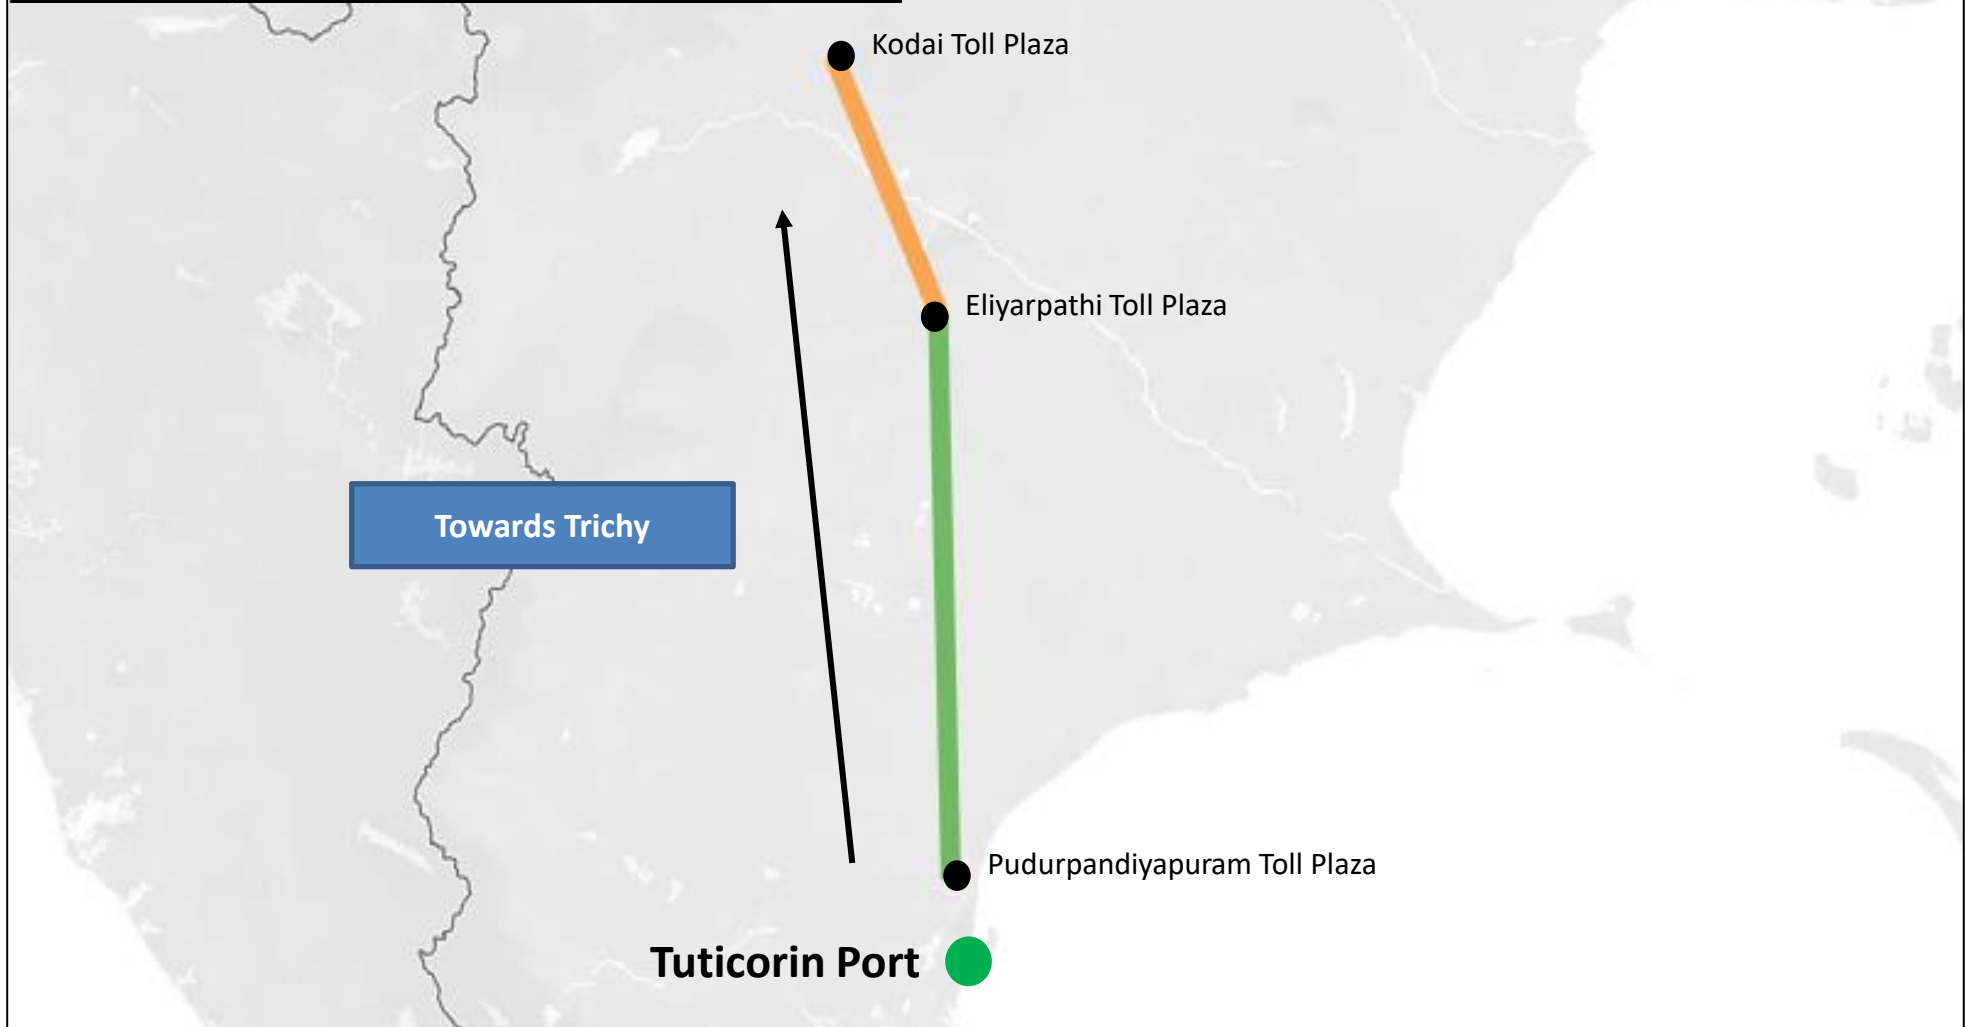 Kodai Toll Plaza
Eliyarpathi Toll Plaza
Towards Trichy
Pudurpandiyapuram Toll Plaza
Tuticorin Port